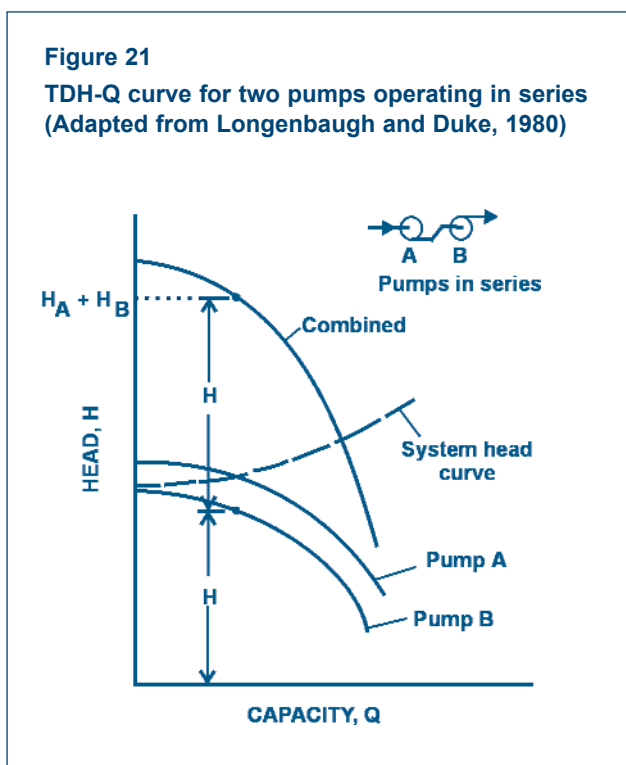 Figure 21
TDH-Q curve for two pumps operating in series
(Adapted from Longenbaugh and Duke, 1980)
A B
Pumps in series
HA + HB
Combined
H
System head
curve
HEAD, H
Pump A
H
Pump B
CAPACITY, Q